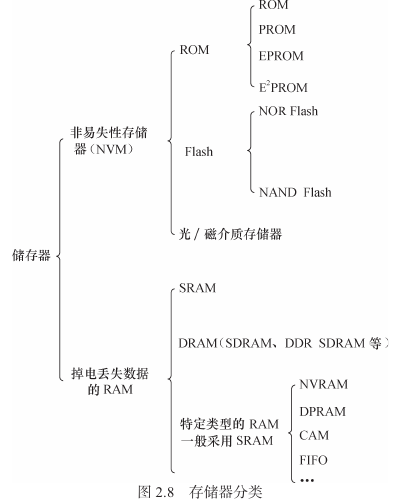 ROM
PROM
EPROM
E²PROM
ROM
NOR Flash
NAND Flash
Flash
非易失性存储
器(NVM)
光/磁介质存储器
储存器
SRAM
DRAM(SDRAM、DDR SDRAM 等)
掉电丢失数据
的 RAM
特定类型的 RAM
一般采用 SRAM
NVRAM
DPRAM
CAM
FIFO
•••
图 2.8 存储器分类